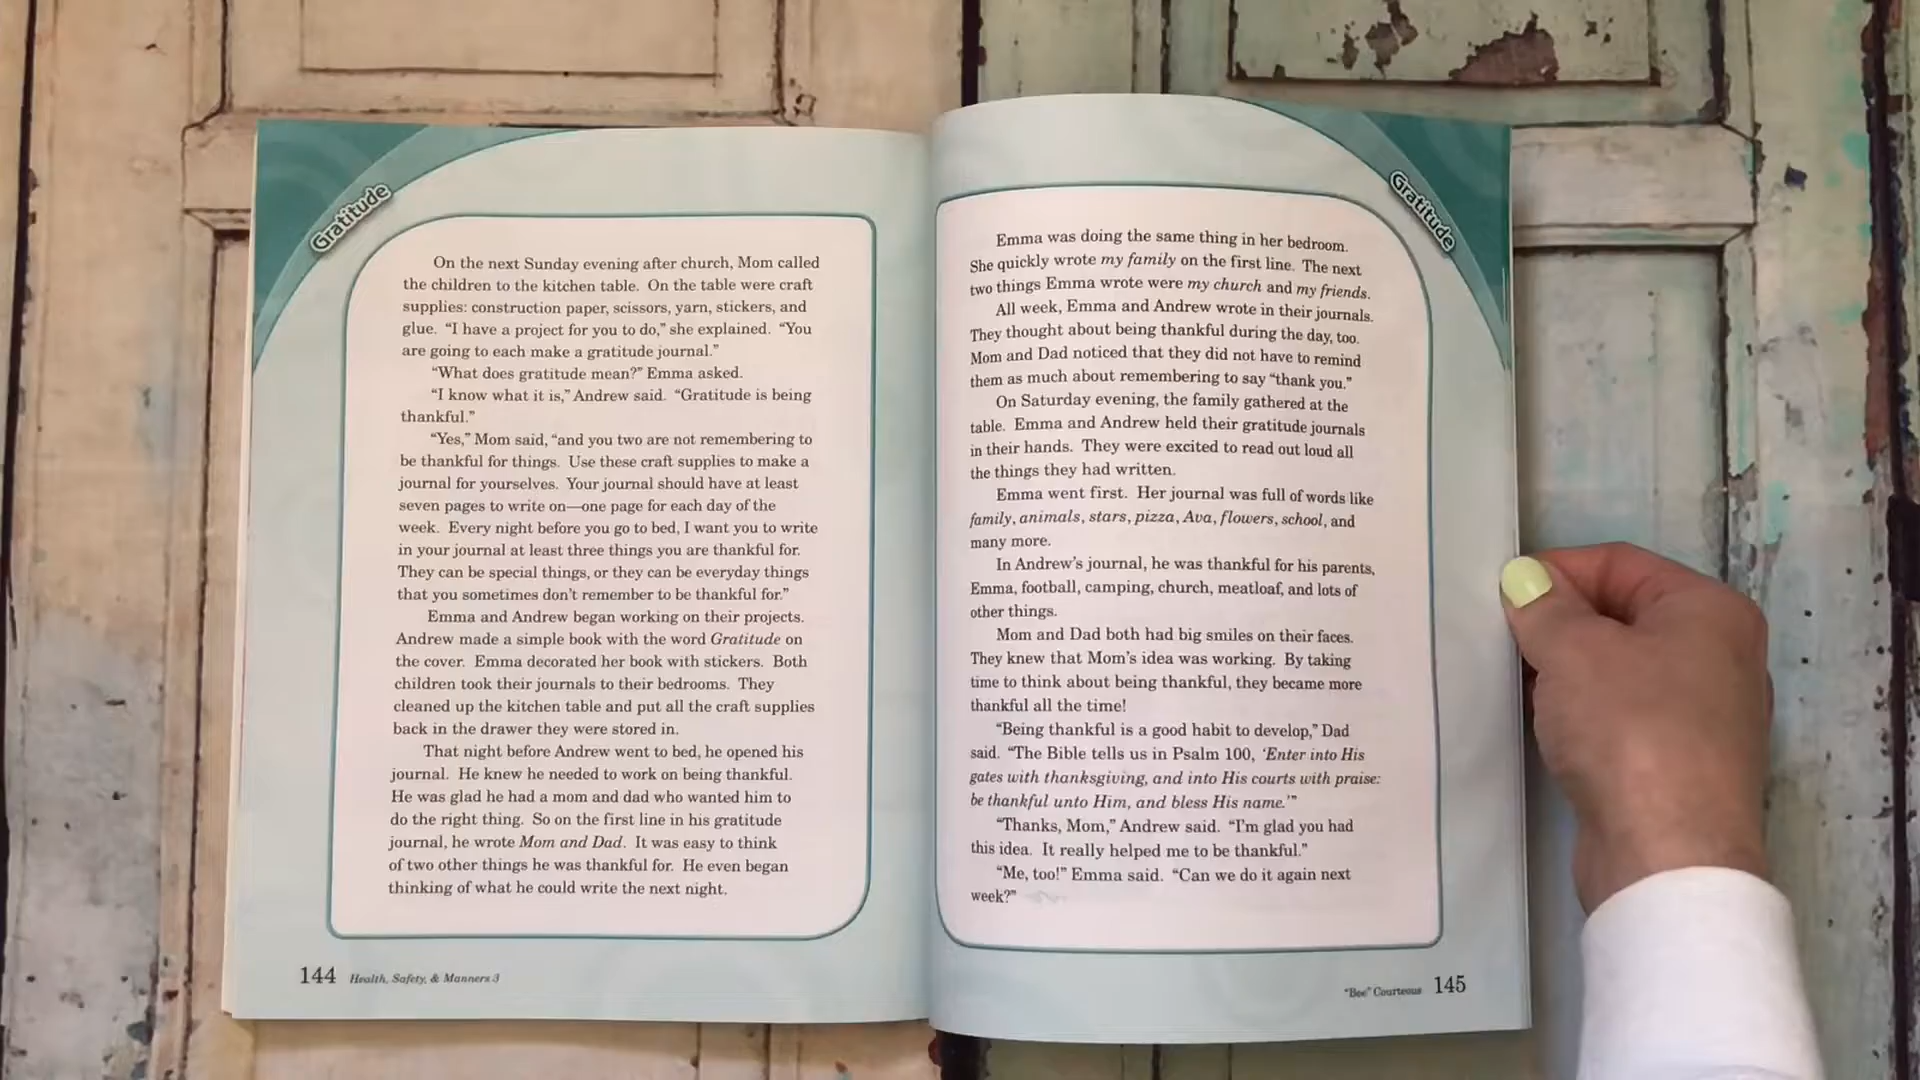 Gratitude
On the next Sunday evening after church, Mom called
the children to the kitchen table. On the table were craft
supplies: construction paper, scissors, yarn, stickers, and
glue. “I have a project for you to do,” she explained. “You
are going to each make a gratitude journal.”
“What does gratitude mean?” Emma asked.
“I know what it is,” Andrew said. “Gratitude is being
thankful.”
“Yes,” Mom said, “and you two are not remembering to
be thankful for things. Use these craft supplies to make a
journal for yourselves. Your journal should have at least
seven pages to write on—one page for each day of the
week. Every night before you go to bed, I want you to write
in your journal at least three things you are thankful for.
They can be special things, or they can be everyday things
that you sometimes don’t remember to be thankful for.”
Emma and Andrew began working on their projects.
Andrew made a simple book with the word Gratitude on
the cover. Emma decorated her book with stickers. Both
children took their journals to their bedrooms. They
cleaned up the kitchen table and put all the craft supplies
back in the drawer they were stored in.
That night before Andrew went to bed, he opened his
journal. He knew he needed to work on being thankful.
He was glad he had a mom and dad who wanted him to
do the right thing. So on the first line in his gratitude
journal, he wrote Mom and Dad. It was easy to think
of two other things he was thankful for. He even began
thinking of what he could write the next night.
144 Health, Safety, & Manners 3
Gratitude
Emma was doing the same thing in her bedroom.
She quickly wrote my family on the first line. The next
two things Emma wrote were my church and my friends.
All week, Emma and Andrew wrote in their journals.
They thought about being thankful during the day, too.
Mom and Dad noticed that they did not have to remind
them as much about remembering to say “thank you.”
On Saturday evening, the family gathered at the
table. Emma and Andrew held their gratitude journals
in their hands. They were excited to read out loud all
the things they had written.
Emma went first. Her journal was full of words like
family, animals, stars, pizza, Ava, flowers, school, and
many more.
In Andrew’s journal, he was thankful for his parents,
Emma, football, camping, church, meatloaf, and lots of
other things.
Mom and Dad both had big smiles on their faces.
They knew that Mom’s idea was working. By taking
time to think about being thankful, they became more
thankful all the time!
“Being thankful is a good habit to develop,” Dad
said. “The Bible tells us in Psalm 100, ‘Enter into His
gates with thanksgiving, and into His courts with praise:
be thankful unto Him, and bless His name.’”
“Thanks, Mom,” Andrew said. “I’m glad you had
this idea. It really helped me to be thankful.”
“Me, too!” Emma said. “Can we do it again next
week?”
“Bee” Courteous 145